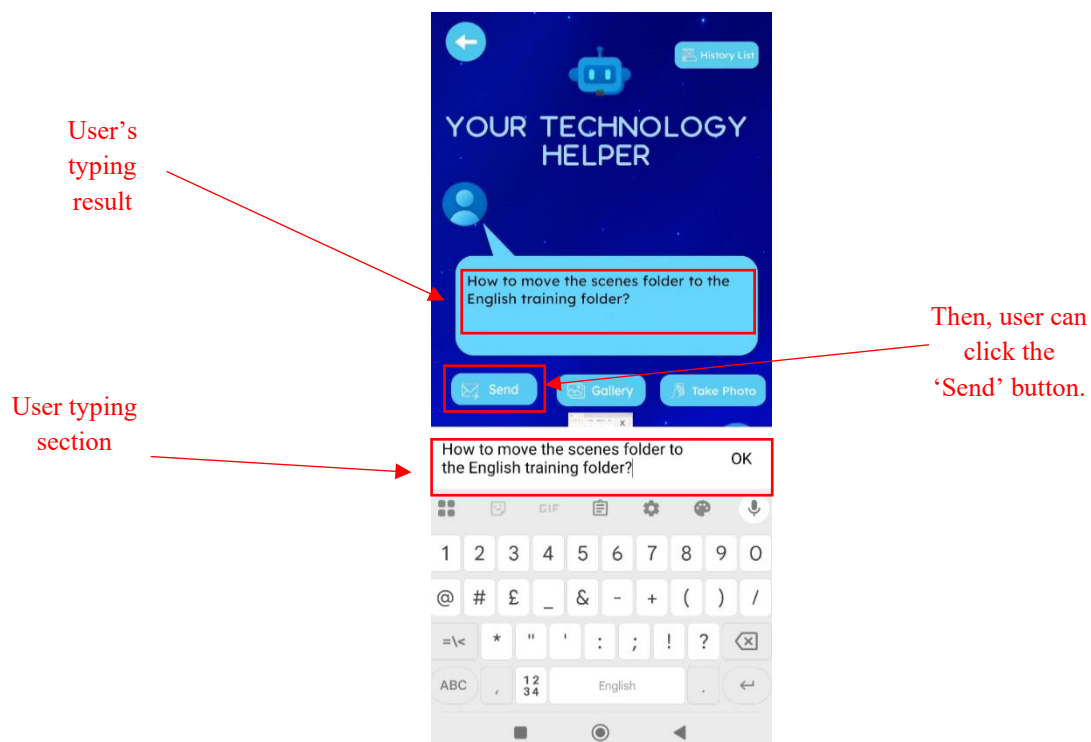 History List
YOUR TECHNOLOGY
HELPER
User’s
typing
result
How to move the scenes folder to the
English training folder?
Then, user can
click the
‘Send’ button.
Send
Gallery
Take Photo
User typing
section
X
How to move the scenes folder to
the English training folder?
OK
GIF
1 2 3 4 5 6 7 8 9 0
@ # £ _ & - + ( ) /
=\< * " ' : ; ! ?
ABC , 12 English .
34